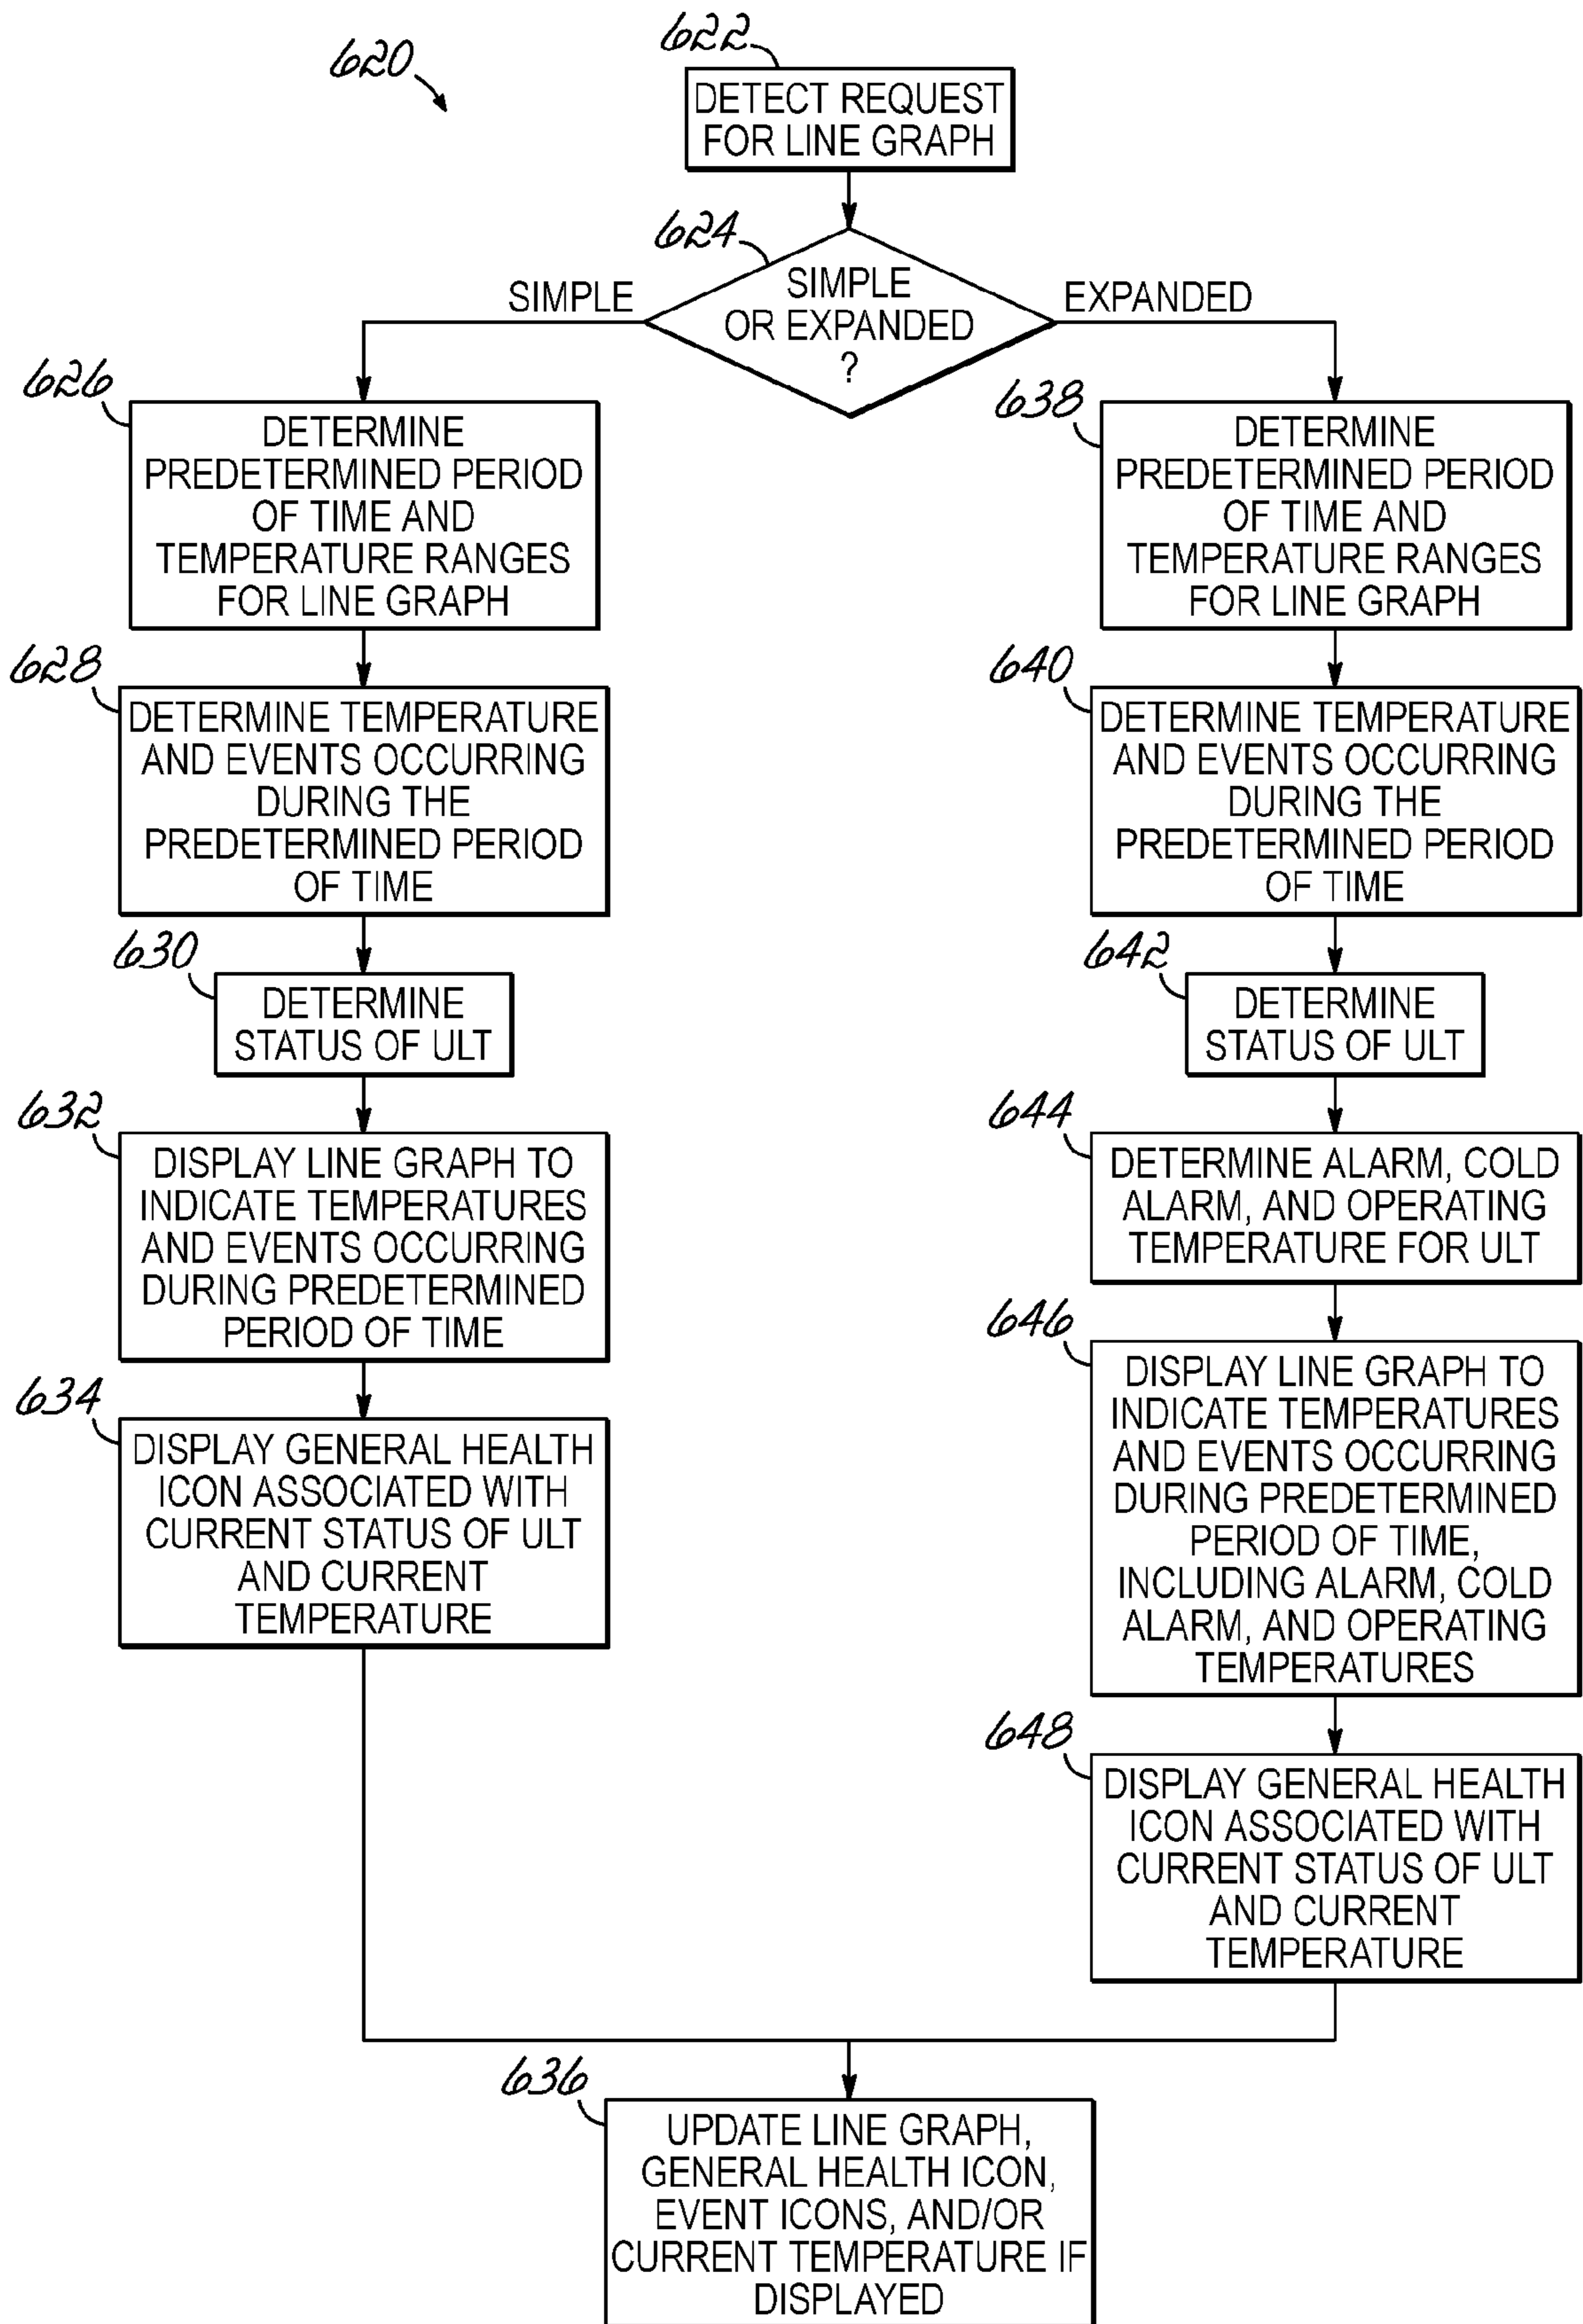 620
622
DETECT REQUEST
FOR LINE GRAPH
624
SIMPLE
OR EXPANDED
?
SIMPLE
EXPANDED
626
DETERMINE
PREDETERMINED PERIOD
OF TIME AND
TEMPERATURE RANGES
FOR LINE GRAPH
628
DETERMINE TEMPERATURE
AND EVENTS OCCURRING
DURING THE
PREDETERMINED PERIOD
OF TIME
630
DETERMINE
STATUS OF ULT
632
DISPLAY LINE GRAPH TO
INDICATE TEMPERATURES
AND EVENTS OCCURRING
DURING PREDETERMINED
PERIOD OF TIME
634
DISPLAY GENERAL HEALTH
ICON ASSOCIATED WITH
CURRENT STATUS OF ULT
AND CURRENT
TEMPERATURE
638
DETERMINE
PREDETERMINED PERIOD
OF TIME AND
TEMPERATURE RANGES
FOR LINE GRAPH
640
DETERMINE TEMPERATURE
AND EVENTS OCCURRING
DURING THE
PREDETERMINED PERIOD
OF TIME
642
DETERMINE
STATUS OF ULT
644
DETERMINE ALARM, COLD
ALARM, AND OPERATING
TEMPERATURE FOR ULT
646
DISPLAY LINE GRAPH TO
INDICATE TEMPERATURES
AND EVENTS OCCURRING
DURING PREDETERMINED
PERIOD OF TIME,
INCLUDING ALARM, COLD
ALARM, AND OPERATING
TEMPERATURES
648
DISPLAY GENERAL HEALTH
ICON ASSOCIATED WITH
CURRENT STATUS OF ULT
AND CURRENT
TEMPERATURE
636
UPDATE LINE GRAPH,
GENERAL HEALTH ICON,
EVENT ICONS, AND/OR
CURRENT TEMPERATURE IF
DISPLAYED